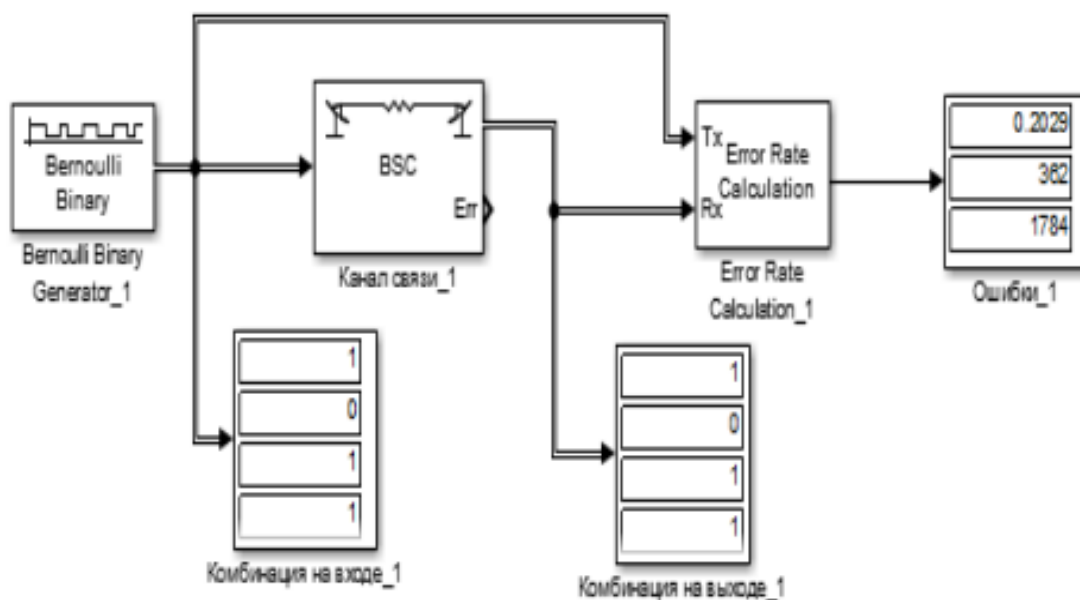 Bernoulli
Binary
Bernoulli Binary
Generator_1
BSC
Err
Канал связи_1
Tx
Error Rate
Calculation
Rx
Error Rate
Calculation_1
0.2029
362
1784
Ошибки_1
1
0
1
1
Комбинация на входе_1
1
0
1
1
Комбинация на выходе_1